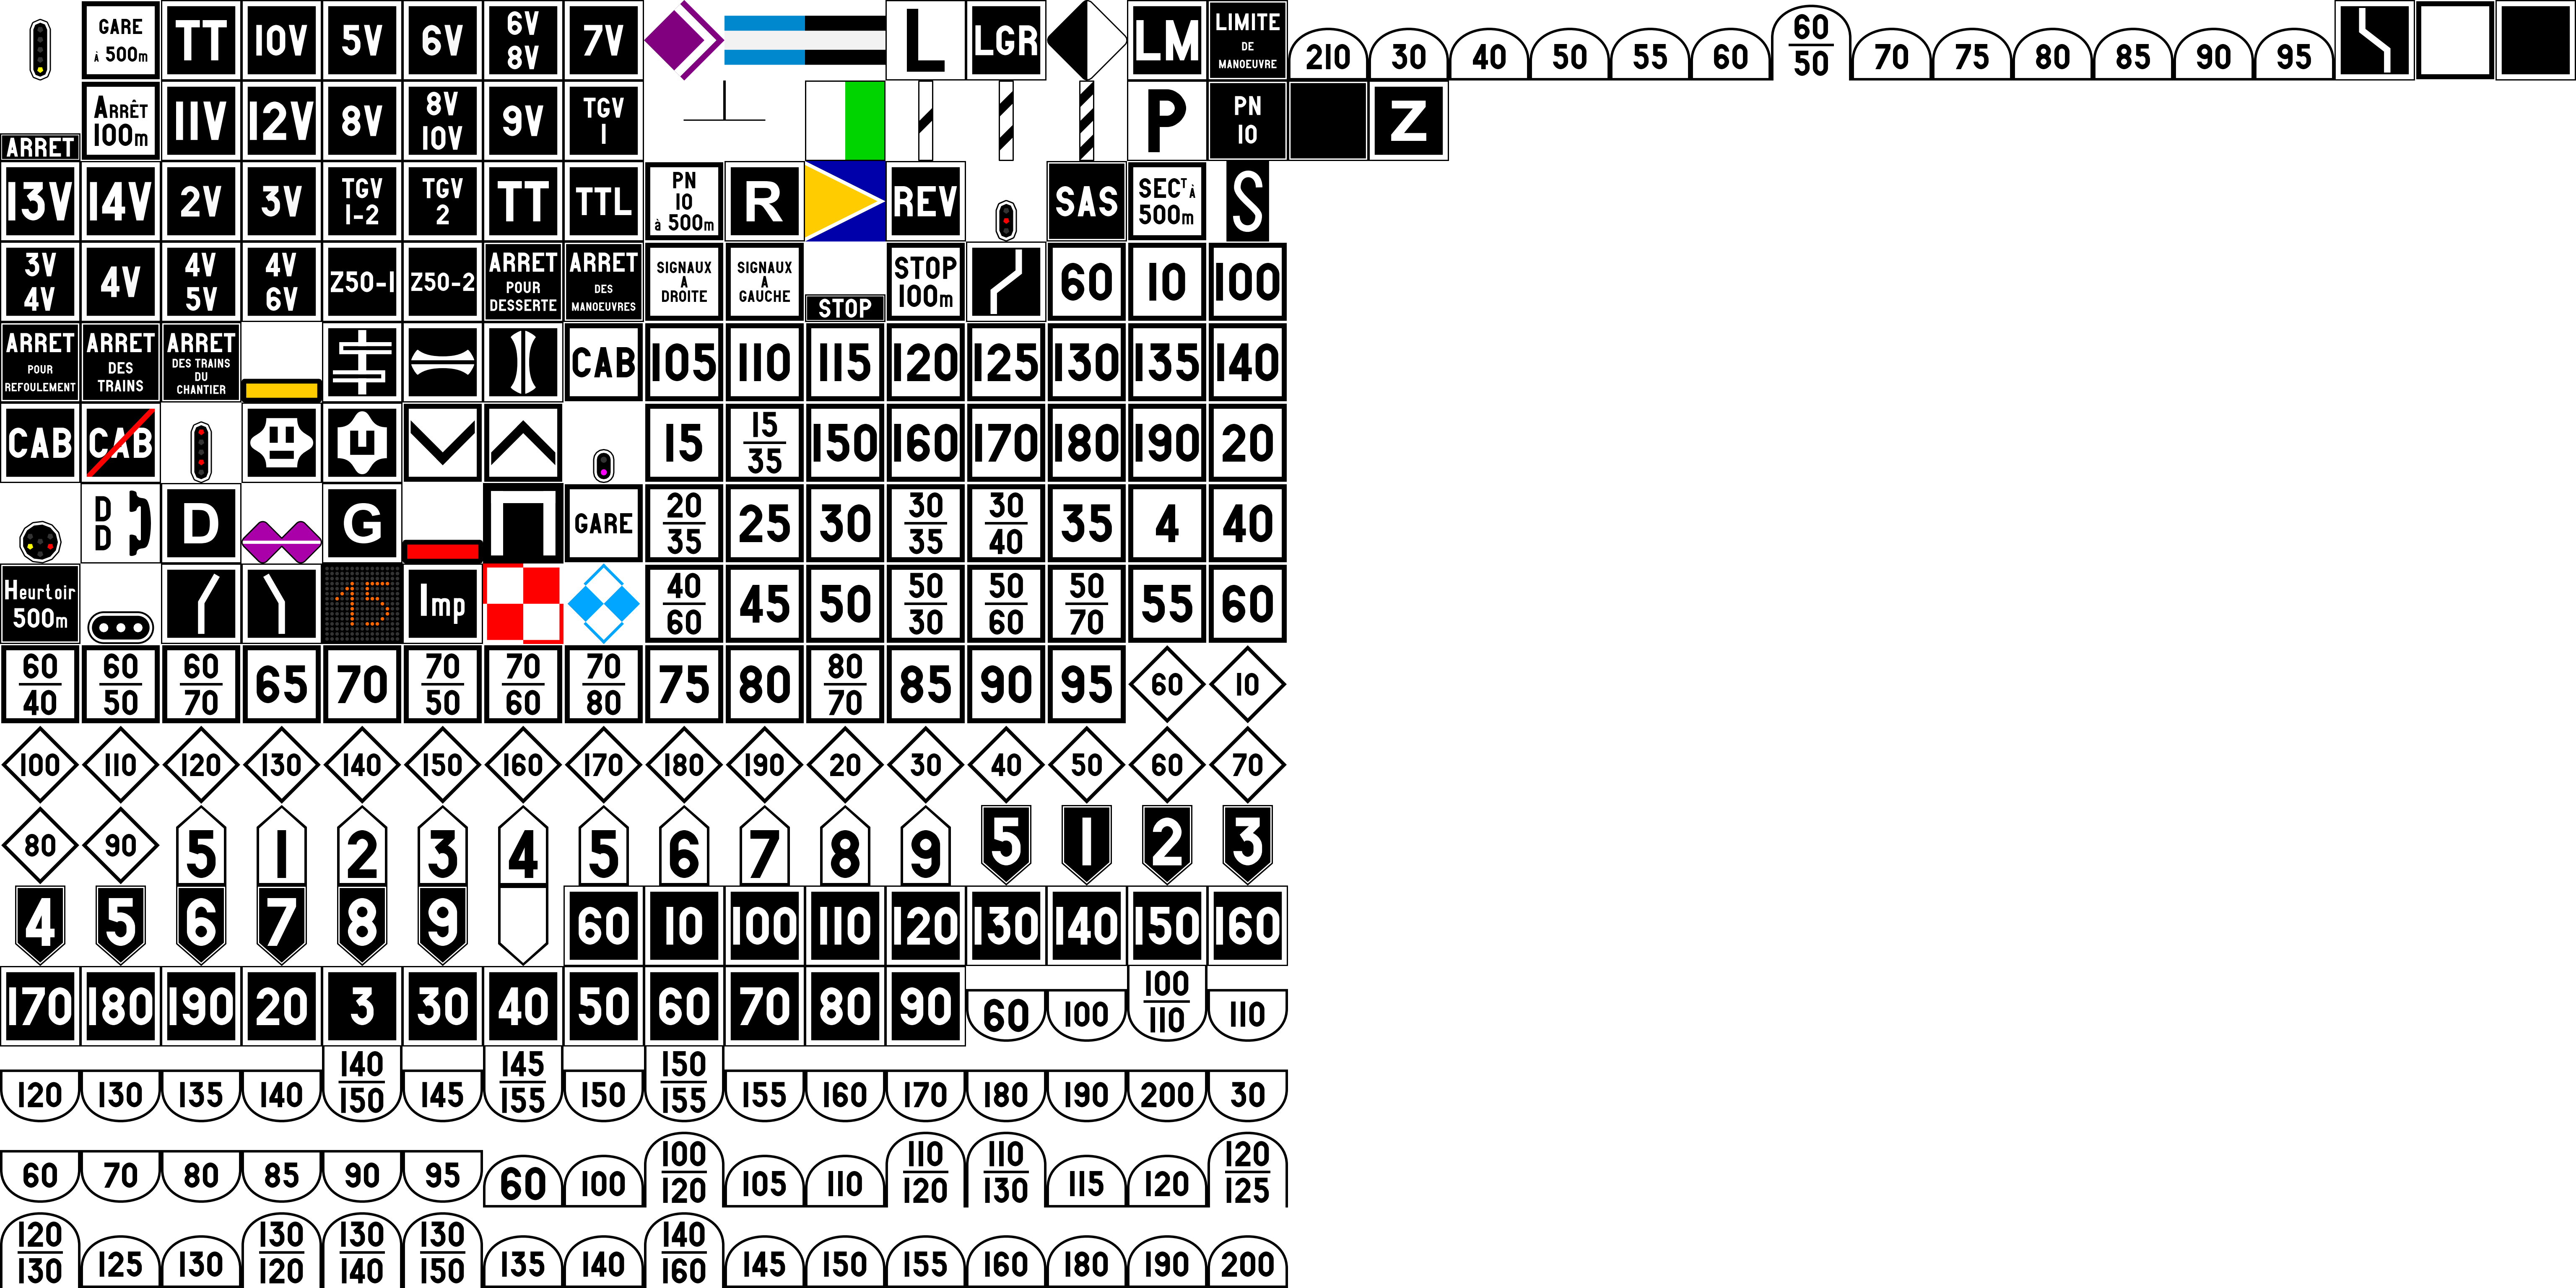 GARE TT 10V 5V 6V 6V 7V L LGR LM LIMITE 60
à 500m 8V DE 210 30 40 50 55 60 50 70 75 80 85 90 95
MANOEUVRE
ARRÊT 11V 12V 8V 8V 9V TGV P PN Z
ARRET 100m 10V 1 10
13V 14V 2V 3V TGV TGV TT TTL PN R REV SAS SECT À S
1-2 2 10 500m
à 500m
3V 4V 4V 4V Z50-1 Z50-2 ARRET ARRET SIGNAUX SIGNAUX STOP 60 10 100
4V 5V 6V POUR DES A A 100m
DESSERTE MANOEUVRES DROITE GAUCHE STOP
ARRET ARRET ARRET CAB 105 110 115 120 125 130 135 140
POUR DES DES TRAINS
REFOULEMENT TRAINS DU
CHANTIER
CAB CAB 15 15 150 160 170 180 190 20
35
D D G GARE 20 25 30 30 30 35 4 40
D 35 35 40
Heurtoir 15 Imp 40 45 50 50 50 50 55 60
500m 60 30 60 70
60 60 60 65 70 70 70 70 75 80 80 85 90 95 60 10
40 50 70 50 60 80 70
100 110 120 130 140 150 160 170 180 190 20 30 40 50 60 70
80 90 5 1 2 3 4 5 6 7 8 9 5 1 2 3
4 5 6 7 8 9 60 10 100 110 120 130 140 150 160
170 180 190 20 3 30 40 50 60 70 80 90 60 100 100 110
110
120 130 135 140 140 145 145 150 150 155 160 170 180 190 200 30
150 155 155
60 70 80 85 90 95 60 100 100 105 110 110 110 115 120 120
120 120 130 125
120 125 130 130 130 130 135 140 140 145 150 155 160 180 190 200
130 120 140 150 160